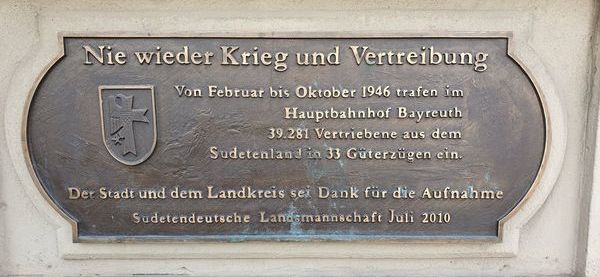 Nie wieder Krieg und Vertreibung
Von Februar bis Oktober 1946 trafen im
Hauptbahnhof Bayreuth
39.281 Vertriebene aus dem
Sudetenland in 33 Güterzügen ein.
Der Stadt und dem Landkreis sei Dank für die Aufnahme
Sudetendeutsche Landsmannschaft Juli 2010